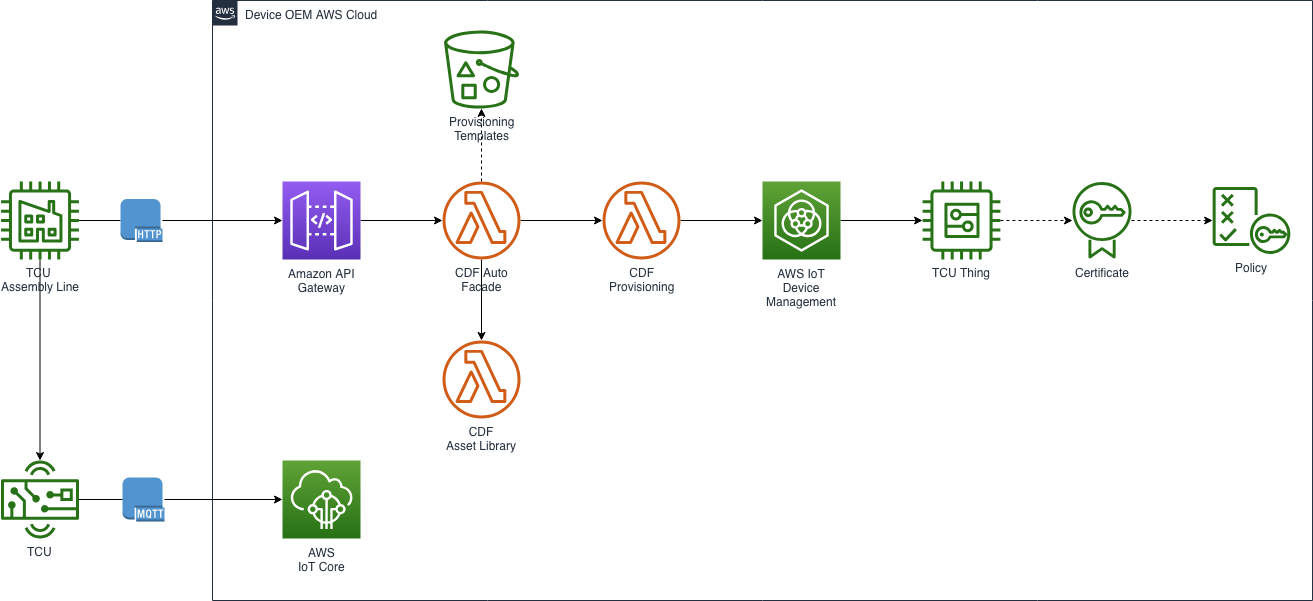 aws
Device OEM AWS Cloud
Provisioning
Templates
HTTP
TCU
Assembly Line
Amazon API
Gateway
CDF Auto
Facade
CDF
Provisioning
AWS IoT
Device
Management
TCU Thing
Certificate
Policy
CDF
Asset Library
MQTT
TCU
AWS
IoT Core